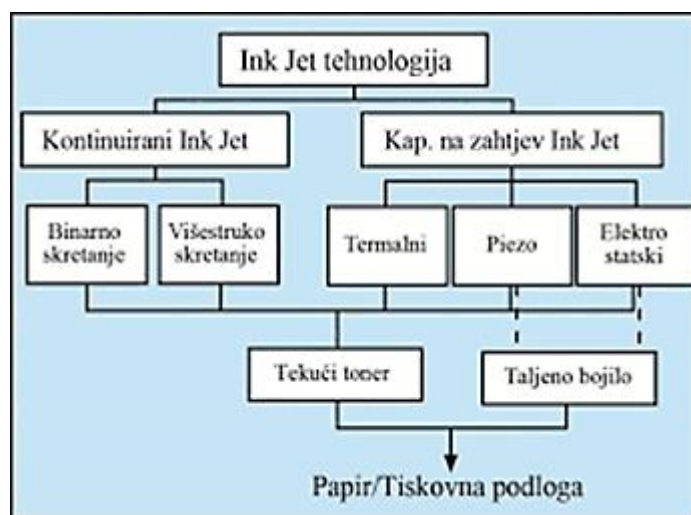 Ink Jet tehnologija
Kontinuirani Ink Jet
Kap. na zahtjev Ink Jet
Binarno
skretanje
Višestruko
skretanje
Termalni
Piezo
Elektro
statski
Tekući toner
Taljeno bojilo
Papir/Tiskovna podloga